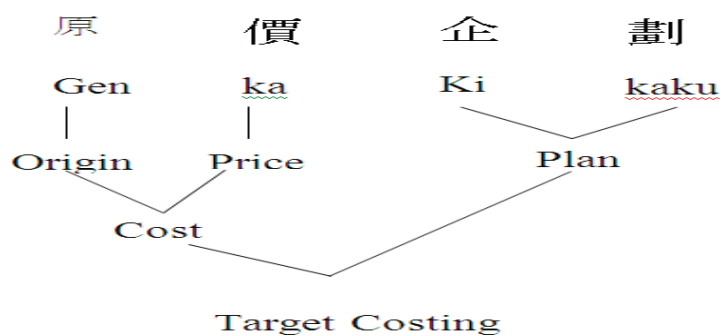 原 價 企 劃
Gen ka Ki kaku
Origin Price Plan
Cost
Target Costing